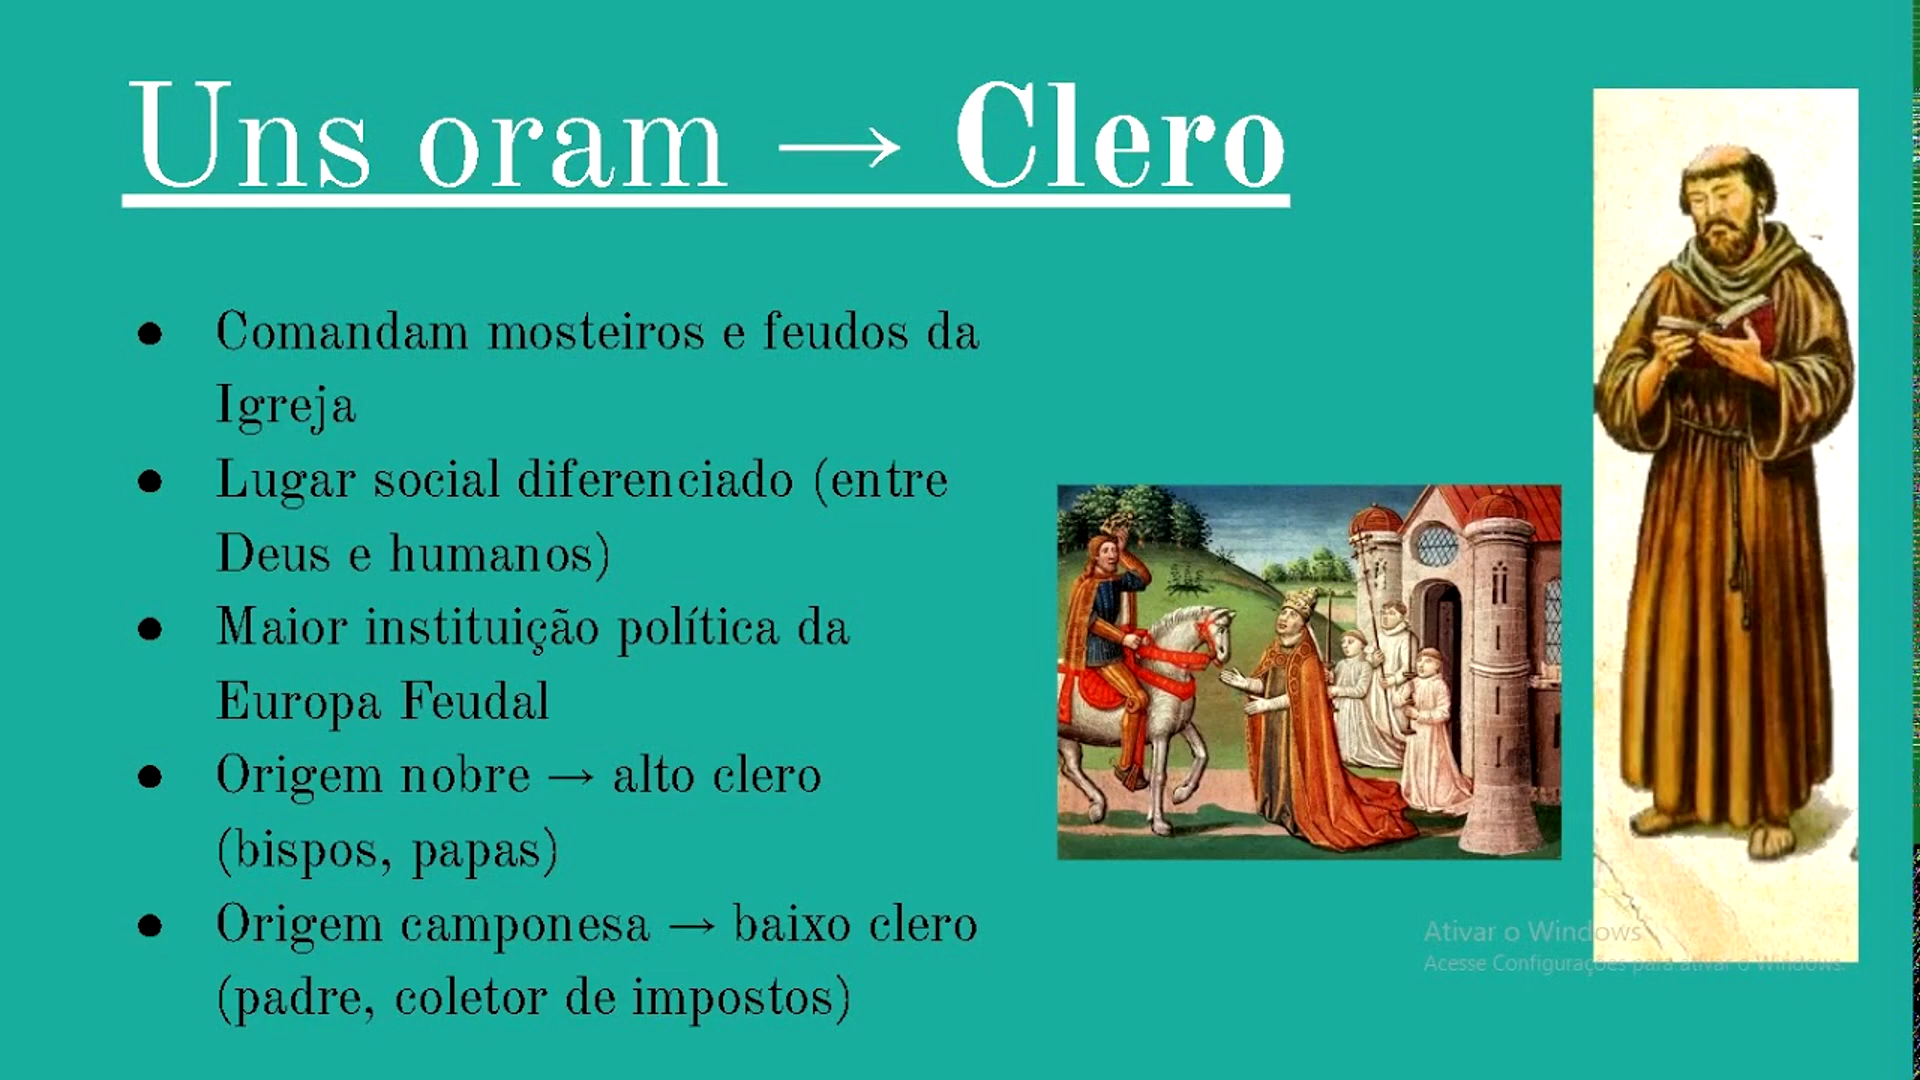 Uns oram → Clero
● Comandam mosteiros e feudos da
Igreja
● Lugar social diferenciado (entre
Deus e humanos)
● Maior instituição política da
Europa Feudal
● Origem nobre → alto clero
(bispos, papas)
● Origem camponesa → baixo clero
(padre, coletor de impostos)
Ativar o Windows
Acesse Configurações para ativar o Windows.